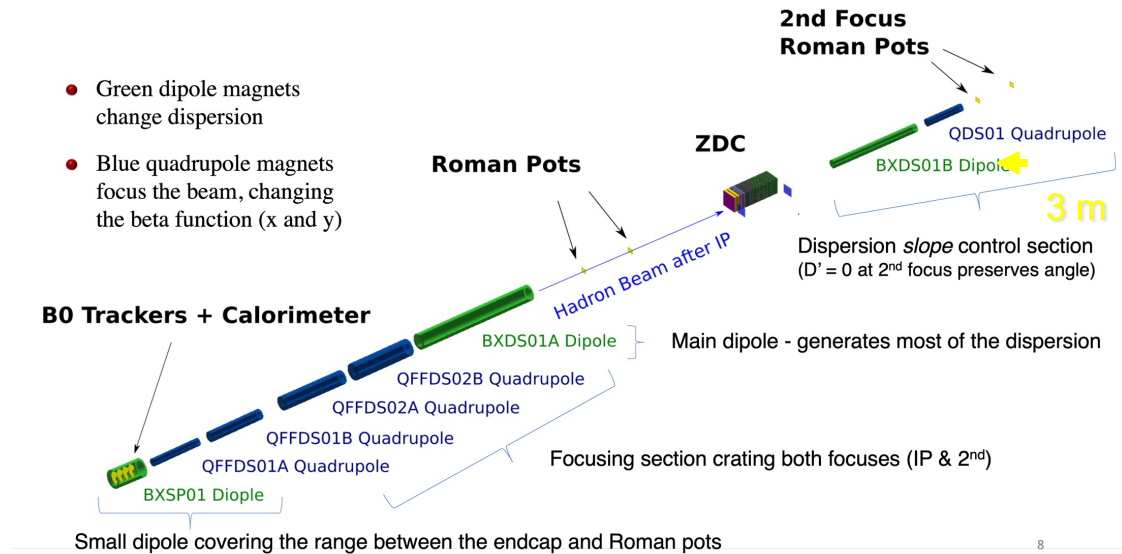 2nd Focus
Roman Pots
Green dipole magnets
change dispersion
Blue quadrupole magnets
focus the beam, changing
the beta function (x and y)
Roman Pots
ZDC
QDS01 Quadrupole
BXDS01B Dipole
3 m
Dispersion slope control section
(D' = 0 at 2nd focus preserves angle)
Hadron Beam after IP
B0 Trackers + Calorimeter
BXDS01A Dipole
Main dipole - generates most of the dispersion
QFFDS02B Quadrupole
QFFDS02A Quadrupole
QFFDS01B Quadrupole
QFFDS01A Quadrupole
Focusing section crating both focuses (IP & 2nd)
BXSP01 Diople
Small dipole covering the range between the endcap and Roman pots
8